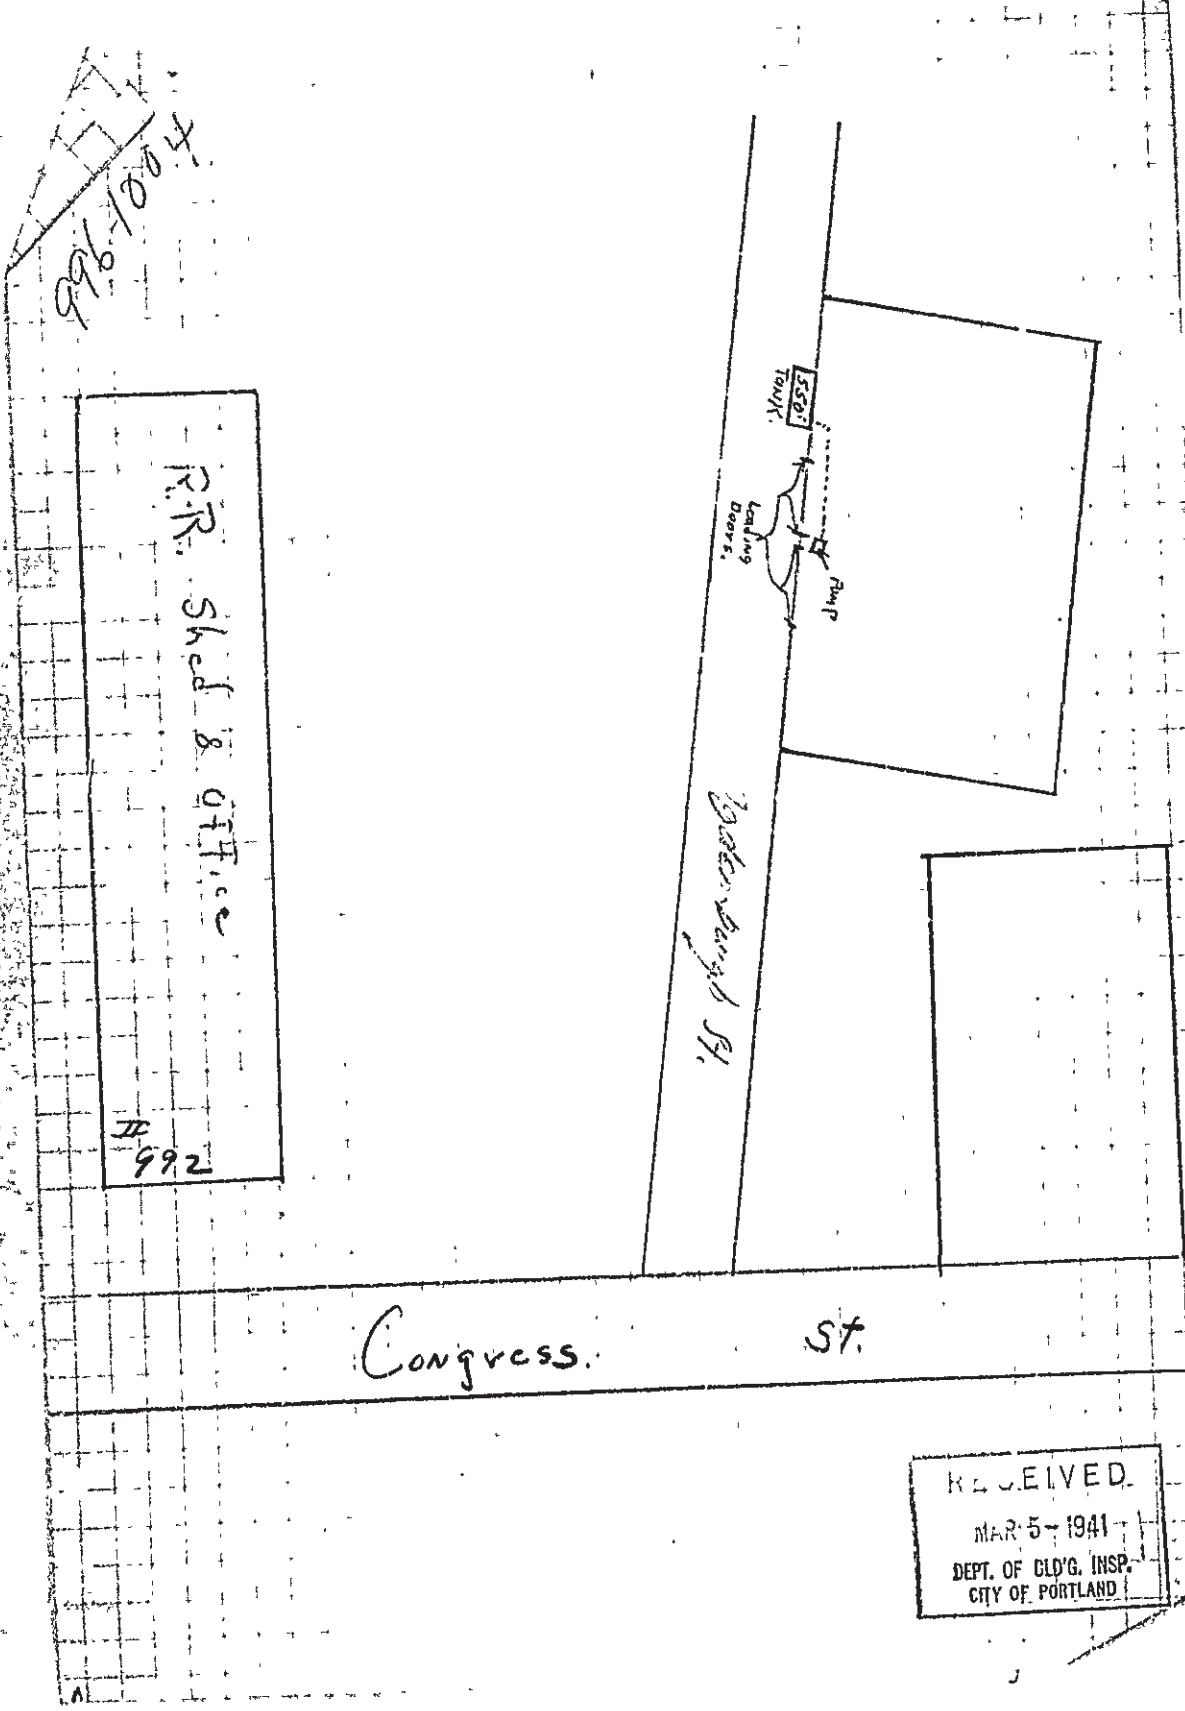 996-1004
550
TANK.
Loading
Doors.
Pump
R.R. Shed & Office
II
992
Congress. St.
RECEIVED
MAR 5-1941
DEPT. OF BLD'G. INSP.
CITY OF PORTLAND